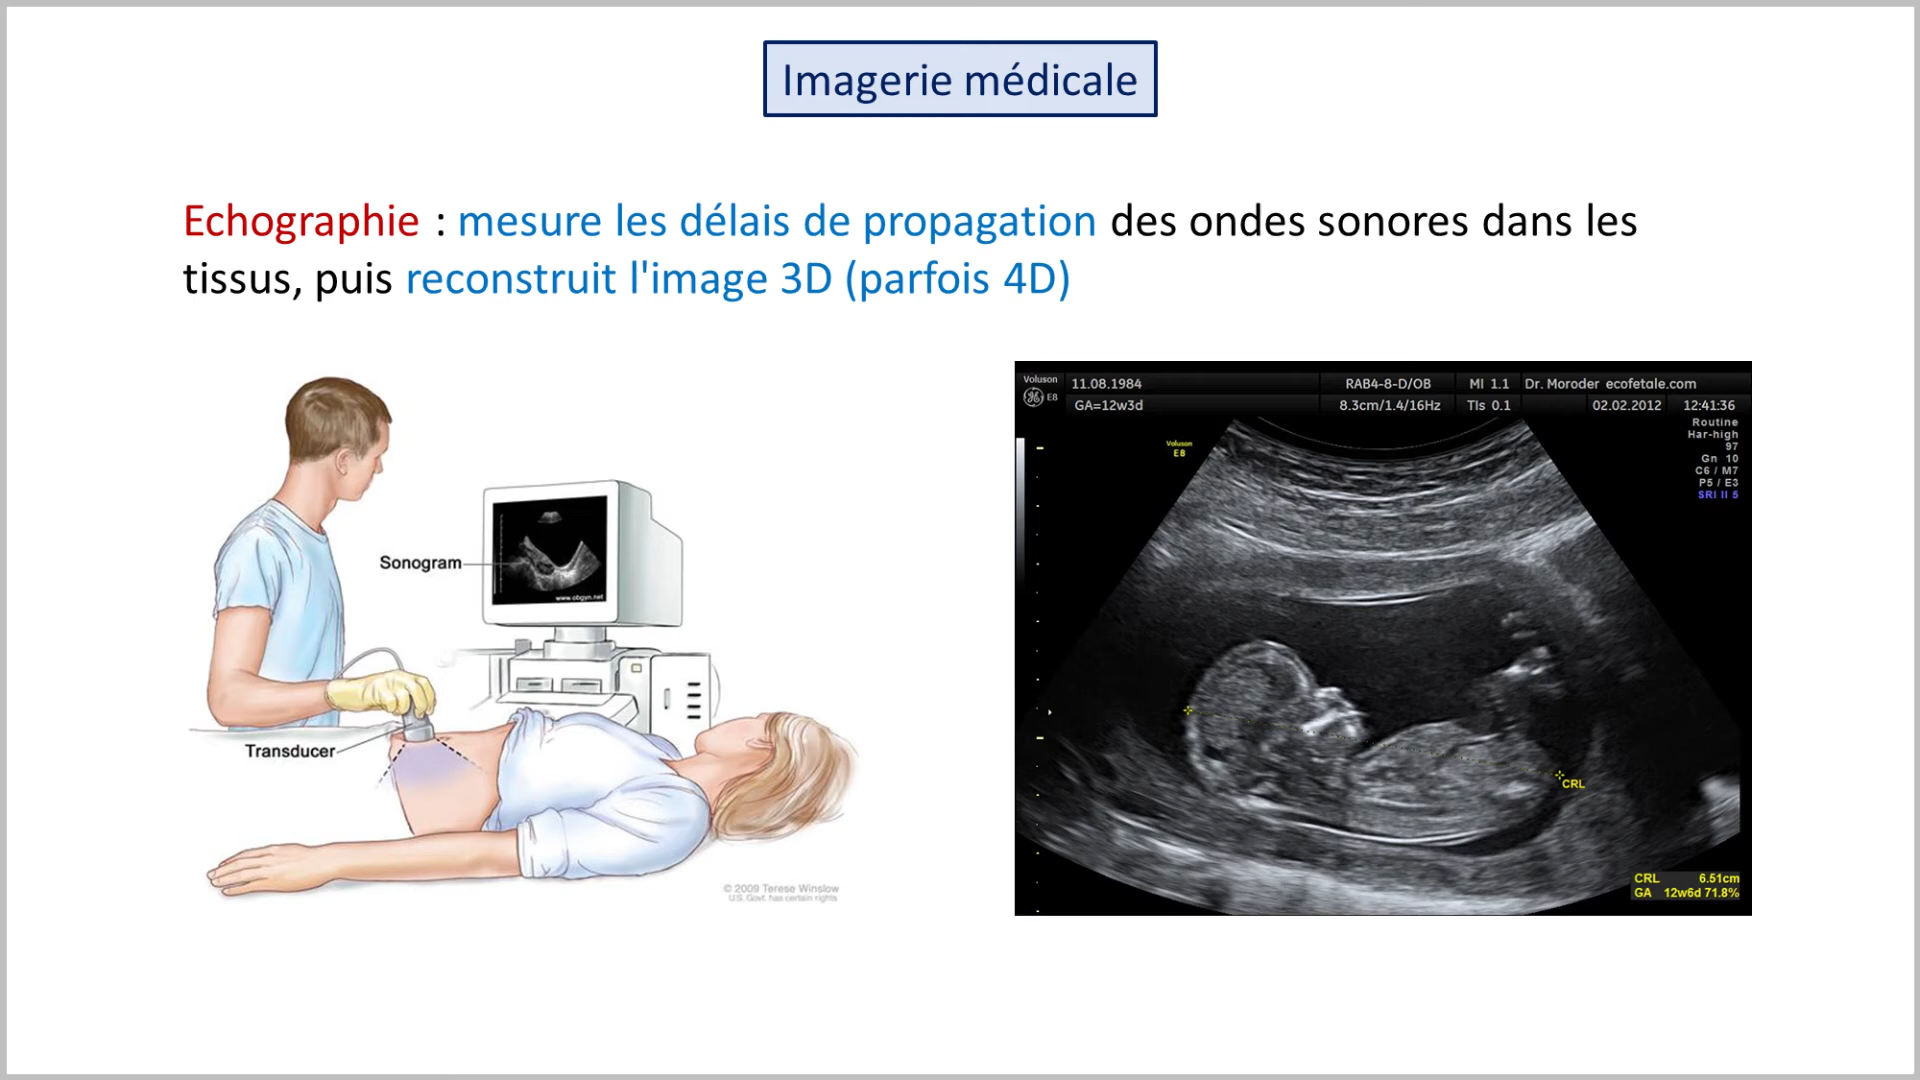 Imagerie médicale
Echographie : mesure les délais de propagation des ondes sonores dans les
tissus, puis reconstruit l'image 3D (parfois 4D)
Sonogram
www.obgyn.net
Transducer
© 2009 Terese Winslow
U.S. Govt. has certain rights
Voluson
E8
11.08.1984
GA=12w3d
RAB4-8-D/OB
8.3cm/1.4/16Hz
MI 1.1
TIs 0.1
Dr. Moroder ecofetale.com
02.02.2012 12:41:36
Voluson
E8
Routine
Har-high
97
Gn 10
C6 / M7
P5 / E3
SRI II 5
CRL
CRL 6.51cm
GA 12w6d 71.8%